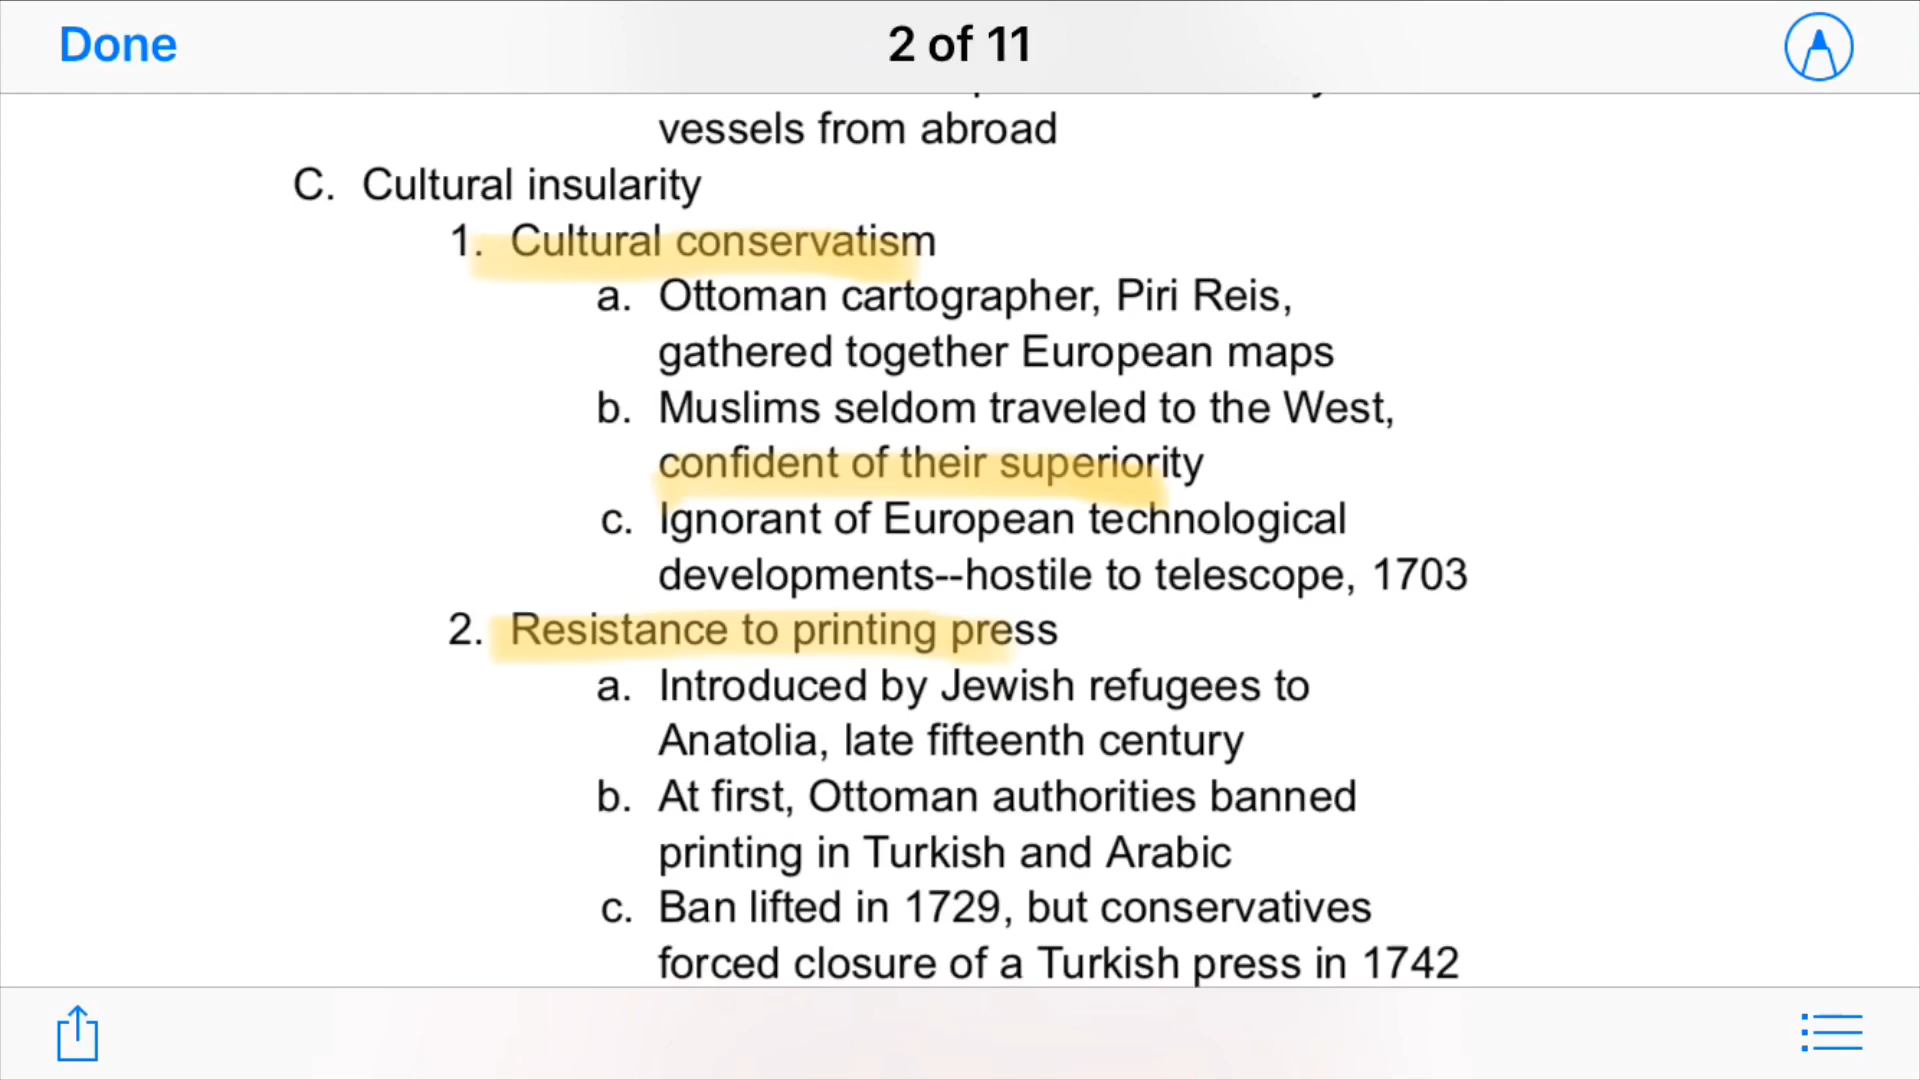 Done
2 of 11
vessels from abroad
C. Cultural insularity
1. Cultural conservatism
a. Ottoman cartographer, Piri Reis,
gathered together European maps
b. Muslims seldom traveled to the West,
confident of their superiority
c. Ignorant of European technological
developments--hostile to telescope, 1703
2. Resistance to printing press
a. Introduced by Jewish refugees to
Anatolia, late fifteenth century
b. At first, Ottoman authorities banned
printing in Turkish and Arabic
c. Ban lifted in 1729, but conservatives
forced closure of a Turkish press in 1742